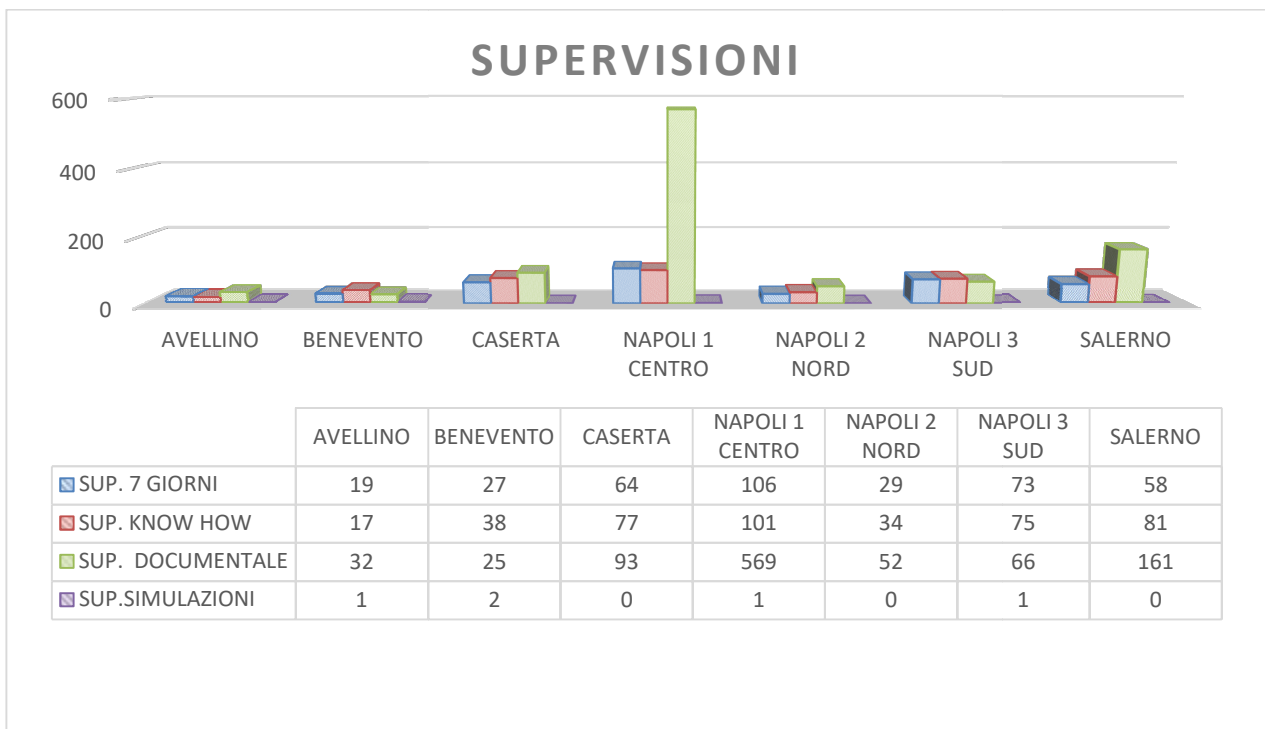 SUPERVISIONI
600
400
200
0
AVELLINO BENEVENTO CASERTA NAPOLI 1 NAPOLI 2 NAPOLI 3 SALERNO
CENTRO NORD SUD
AVELLINO BENEVENTO CASERTA NAPOLI 1 NAPOLI 2 NAPOLI 3 SALERNO
CENTRO NORD SUD
SUP. 7 GIORNI 19 27 64 106 29 73 58
SUP. KNOW HOW 17 38 77 101 34 75 81
SUP. DOCUMENTALE 32 25 93 569 52 66 161
SUP.SIMULAZIONI 1 2 0 1 0 1 0